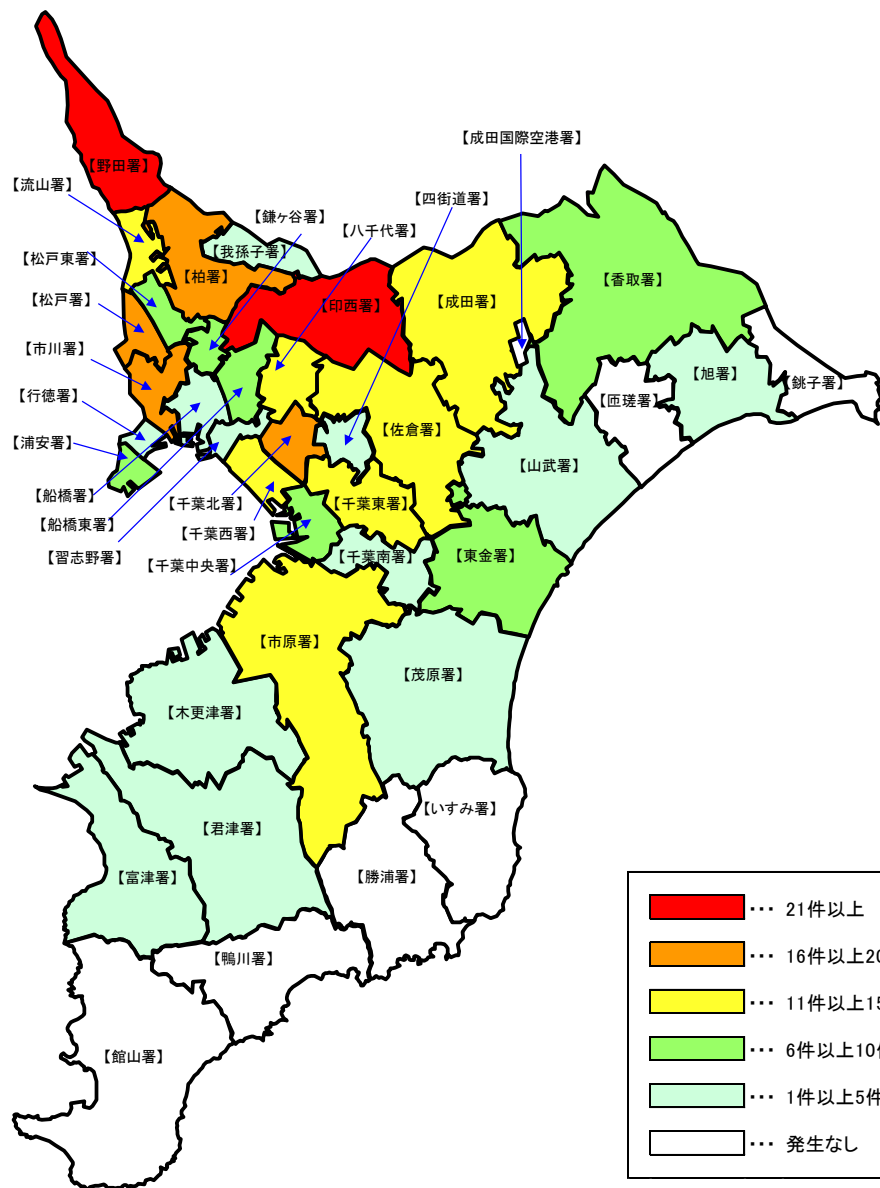 【成田国際空港署】
【野田署】
【流山署】
【四街道署】
【鎌ヶ谷署】
【八千代署】
【我孫子署】
【松戸東署】
【柏署】
【香取署】
【松戸署】
【印西署】
【成田署】
【市川署】
【旭署】
【銚子署】
【行徳署】
【匝瑳署】
【佐倉署】
【浦安署】
【山武署】
【船橋署】
【千葉北署】
【千葉東署】
【船橋東署】
【千葉西署】
【習志野署】
【千葉中央署】
【千葉南署】
【東金署】
【市原署】
【茂原署】
【木更津署】
【いすみ署】
【君津署】
【富津署】
【勝浦署】
【鴨川署】
【館山署】
… 21件以上
… 16件以上20
… 11件以上15
… 6件以上10件
… 1件以上5件
… 発生なし